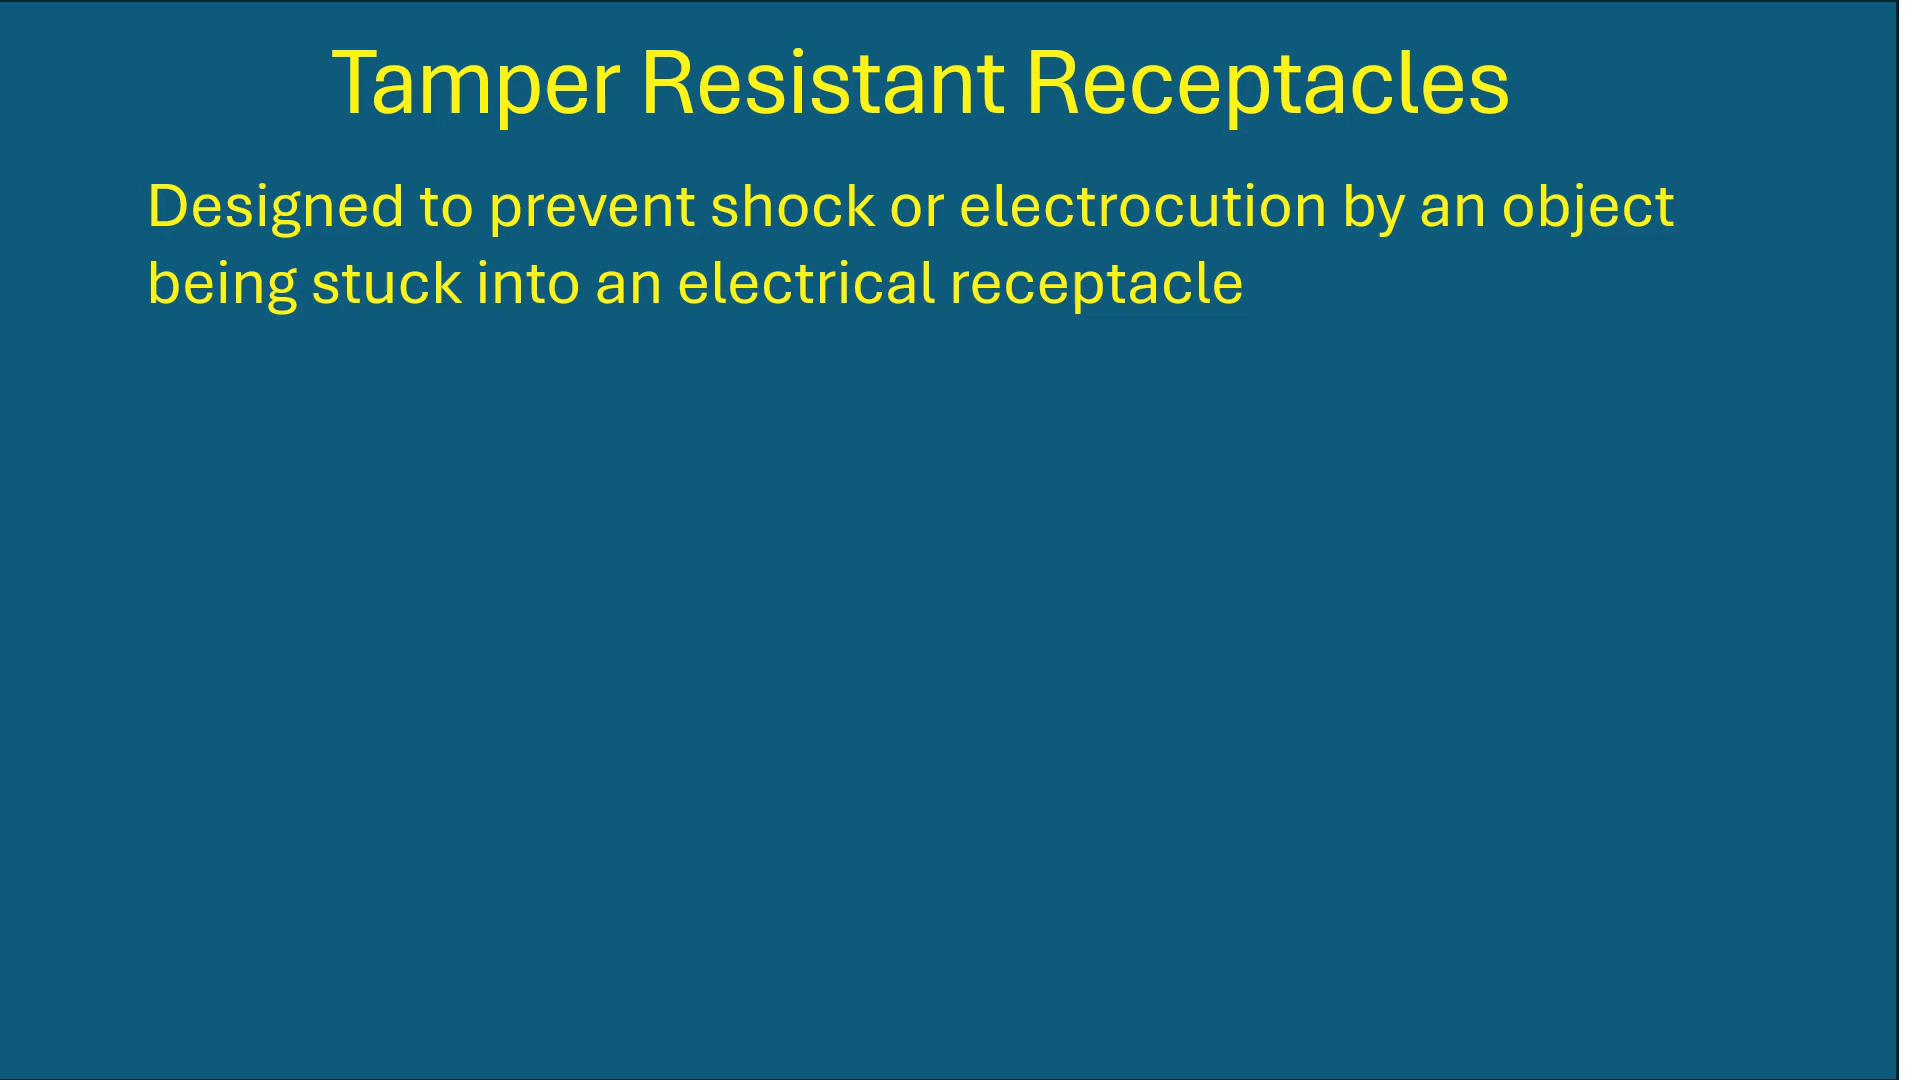 Tamper Resistant Receptacles
Designed to prevent shock or electrocution by an object
being stuck into an electrical receptacle